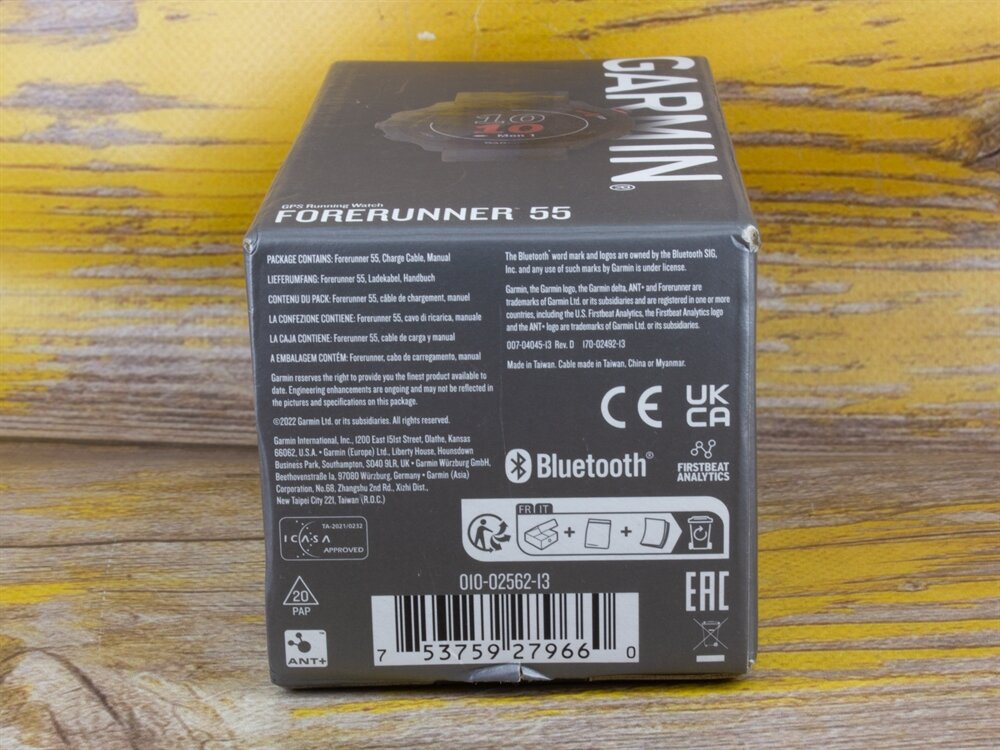 GARMIN®
10
10
Mon 1
GPS Running Watch
FORERUNNER 55
PACKAGE CONTAINS: Forerunner 55, Charge Cable, Manual
LIEFERUMFANG: Forerunner 55, Ladekabel, Handbuch
CONTENU DU PACK: Forerunner 55, câble de chargement, manuel
LA CONFEZIONE CONTIENE: Forerunner 55, cavo di ricarica, manuale
LA CAJA CONTIENE: Forerunner 55, cable de carga y manual
A EMBALAGEM CONTÉM: Forerunner, cabo de carregamento, manual
Garmin reserves the right to provide you the finest product available to
date. Engineering enhancements are ongoing and may not be reflected in
the pictures and specifications on this package.
©2022 Garmin Ltd. or its subsidiaries. All rights reserved.
Garmin International, Inc., 1200 East 151st Street, Olathe, Kansas
66062, U.S.A. • Garmin (Europe) Ltd., Liberty House, Hounsdown
Business Park, Southampton, SO40 9LR, UK • Garmin Würzburg GmbH,
Beethovenstraße 1a, 97080 Würzburg, Germany • Garmin (Asia)
Corporation, No.68, Zhangshu 2nd Rd., Xizhi Dist.,
New Taipei City 221, Taiwan (R.O.C.)
The Bluetooth® word mark and logos are owned by the Bluetooth SIG,
Inc. and any use of such marks by Garmin is under license.
Garmin, the Garmin logo, the Garmin delta, ANT+ and Forerunner are
trademarks of Garmin Ltd. or its subsidiaries and are registered in one or more
countries, including the U.S. Firstbeat Analytics, the Firstbeat Analytics logo
and the ANT+ logo are trademarks of Garmin Ltd. or its subsidiaries.
007-04045-13 Rev. D 170-02492-13
Made in Taiwan. Cable made in Taiwan, China or Myanmar.
CE
UK
CA
Bluetooth®
FIRSTBEAT
ANALYTICS
TA-2021/0232
ICASA
APPROVED
FR IT
+ +
20
PAP
010-02562-13
EAC
ANT+™
7 53759 27966 0